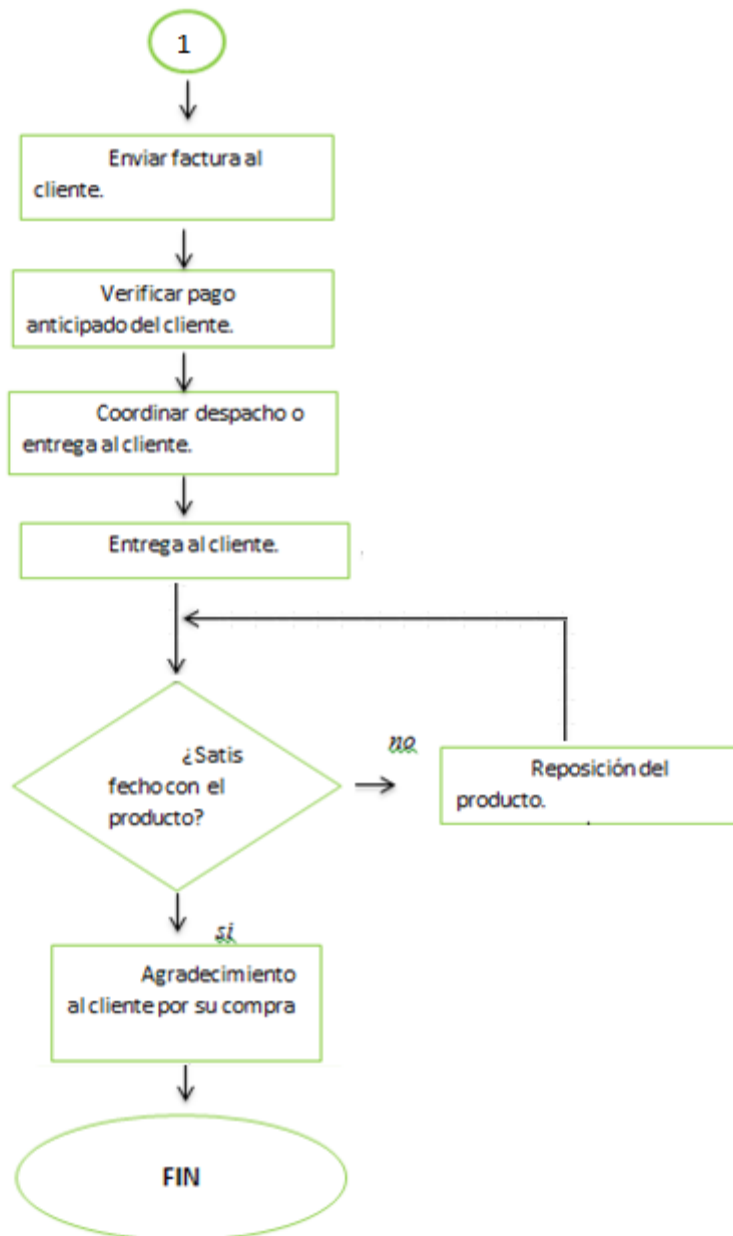 1
Enviar factura al
cliente.
Verificar pago
anticipado del cliente.
Coordinar despacho o
entrega al cliente.
Entrega al cliente.
¿Satis
fecho con el
producto?
no
Reposición del
producto.
si
Agradecimiento
al cliente por su compra
FIN